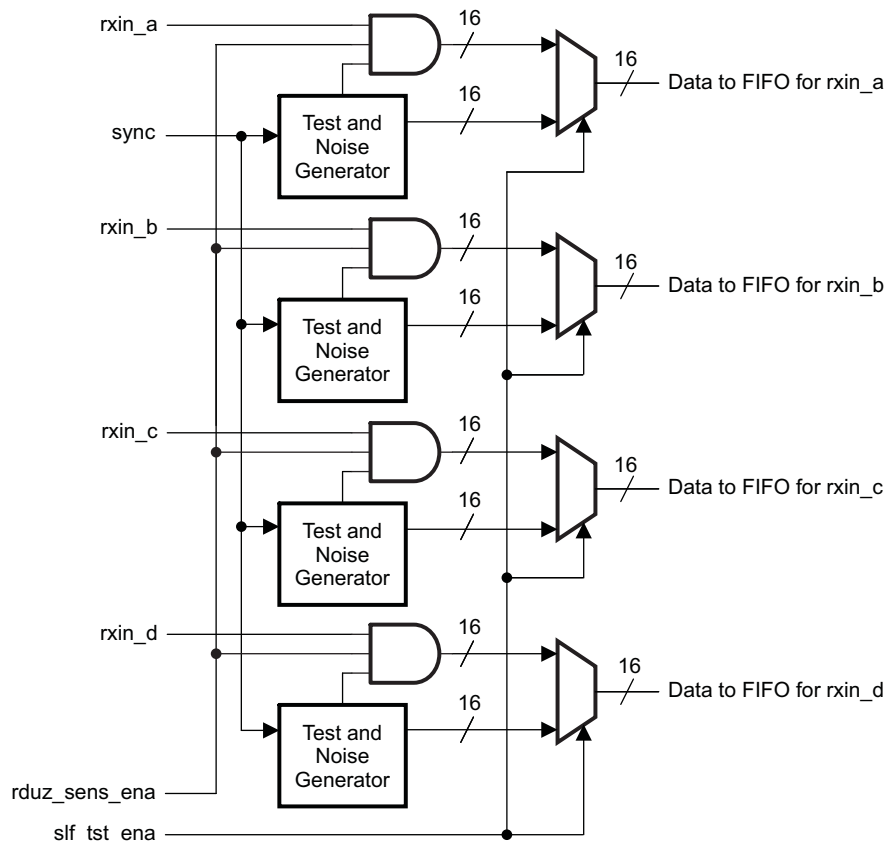 rxin_a
16
16
Data to FIFO for rxin_a
sync
Test and
Noise
Generator
16
rxin_b
16
16
Data to FIFO for rxin_b
Test and
Noise
Generator
16
rxin_c
16
16
Data to FIFO for rxin_c
Test and
Noise
Generator
16
rxin_d
16
16
Data to FIFO for rxin_d
Test and
Noise
Generator
16
rduz_sens_ena
slf_tst_ena